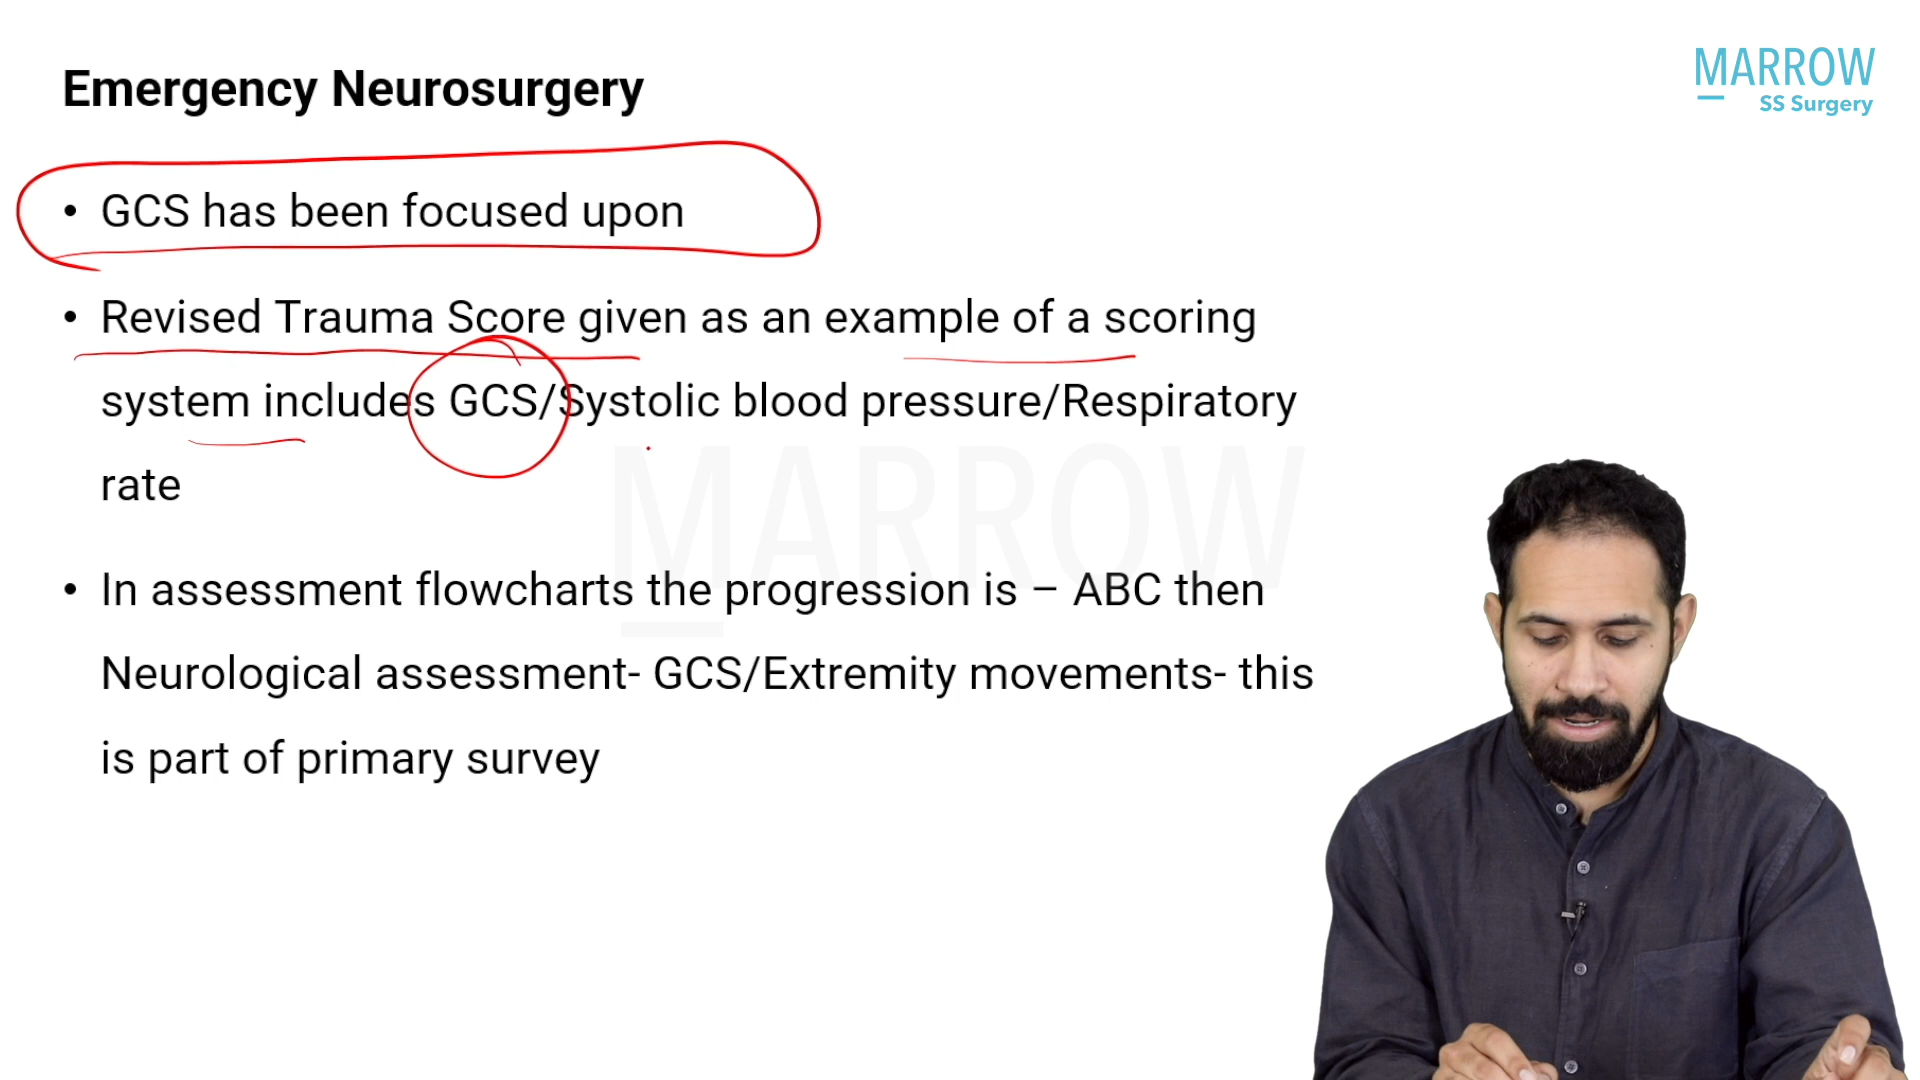 MARROW
SS Surgery
Emergency Neurosurgery
• GCS has been focused upon
• Revised Trauma Score given as an example of a scoring
system includes GCS/Systolic blood pressure/Respiratory
rate
MARROW
• In assessment flowcharts the progression is – ABC then
Neurological assessment- GCS/Extremity movements- this
is part of primary survey